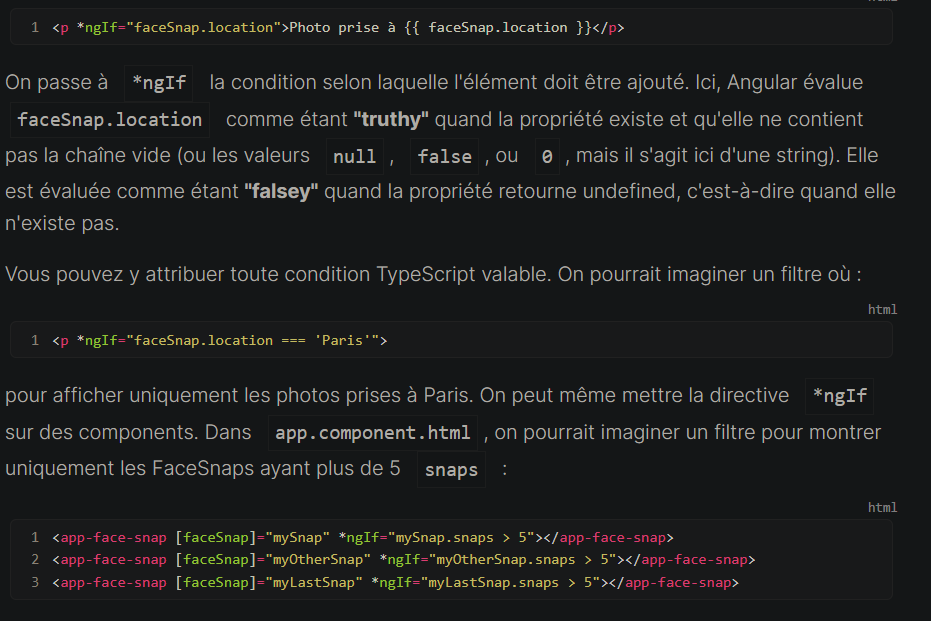 1 <p *ngIf="faceSnap.location">Photo prise à {{ faceSnap.location }}</p>
On passe à *ngIf la condition selon laquelle l'élément doit être ajouté. Ici, Angular évalue
faceSnap.location comme étant "truthy" quand la propriété existe et qu'elle ne contient
pas la chaîne vide (ou les valeurs null , false , ou 0 , mais il s'agit ici d'une string). Elle
est évaluée comme étant "falsey" quand la propriété retourne undefined, c'est-à-dire quand elle
n'existe pas.
Vous pouvez y attribuer toute condition TypeScript valable. On pourrait imaginer un filtre où :
html
1 <p *ngIf="faceSnap.location === 'Paris'">
pour afficher uniquement les photos prises à Paris. On peut même mettre la directive *ngIf
sur des components. Dans app.component.html , on pourrait imaginer un filtre pour montrer
uniquement les FaceSnaps ayant plus de 5 snaps :
html
1 <app-face-snap [faceSnap]="mySnap" *ngIf="mySnap.snaps > 5"></app-face-snap>
2 <app-face-snap [faceSnap]="myOtherSnap" *ngIf="myOtherSnap.snaps > 5"></app-face-snap>
3 <app-face-snap [faceSnap]="myLastSnap" *ngIf="myLastSnap.snaps > 5"></app-face-snap>